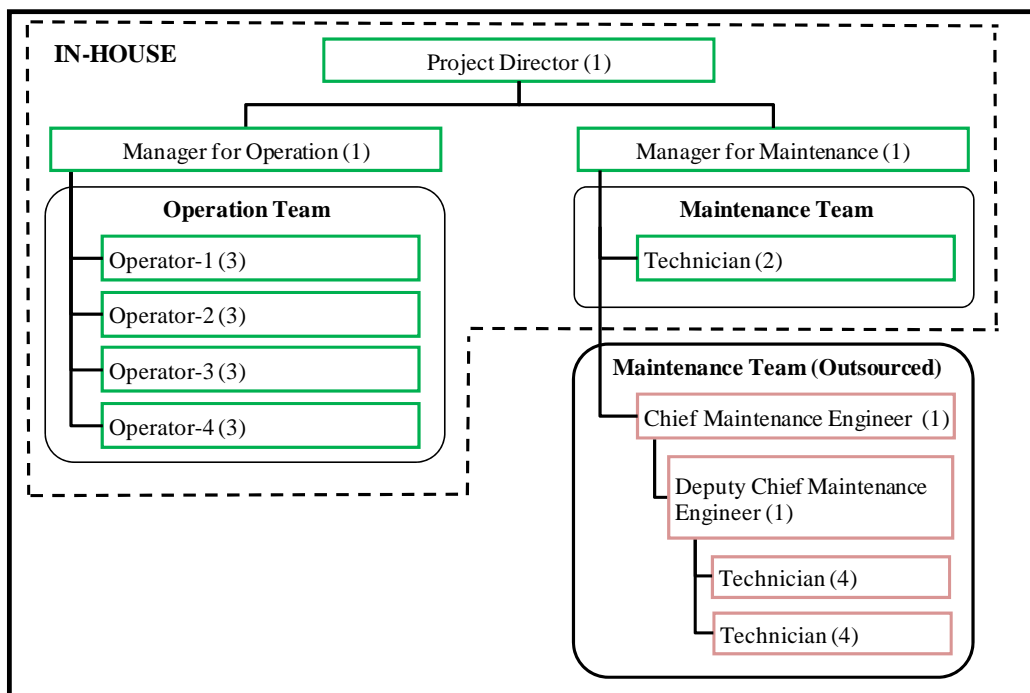 IN-HOUSE
Project Director (1)
Manager for Operation (1)
Manager for Maintenance (1)
Operation Team
Operator-1 (3)
Operator-2 (3)
Operator-3 (3)
Operator-4 (3)
Maintenance Team
Technician (2)
Maintenance Team (Outsourced)
Chief Maintenance Engineer (1)
Deputy Chief Maintenance
Engineer (1)
Technician (4)
Technician (4)